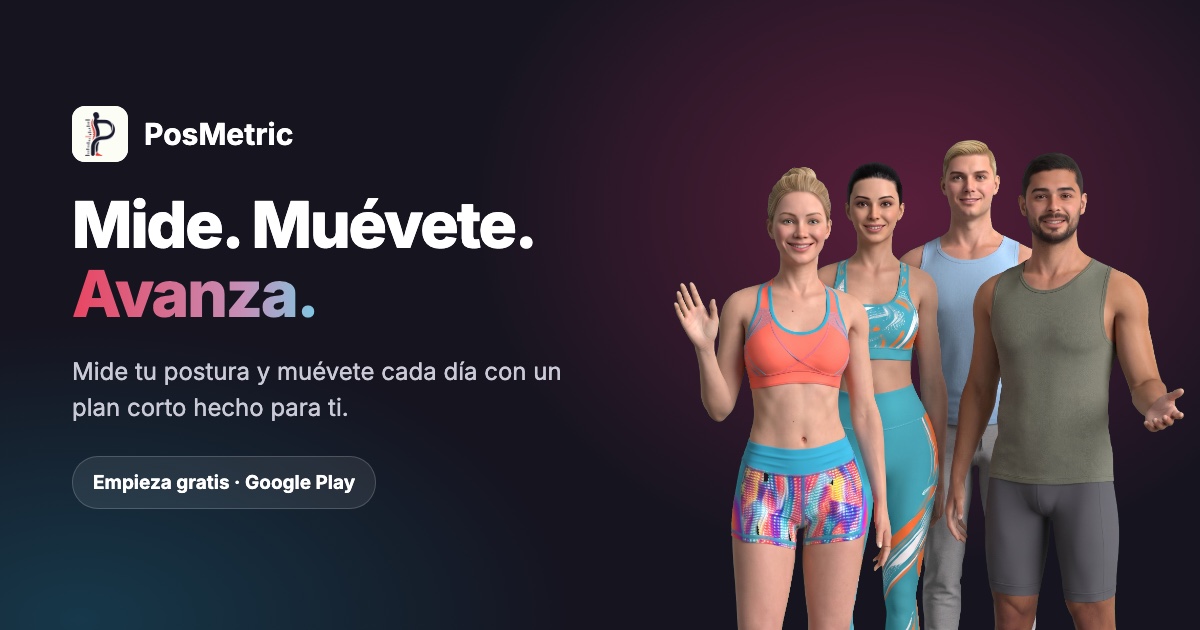 PosMetric
Mide. Muévete.
Avanza.
Mide tu postura y muévete cada día con un
plan corto hecho para ti.
Empieza gratis · Google Play